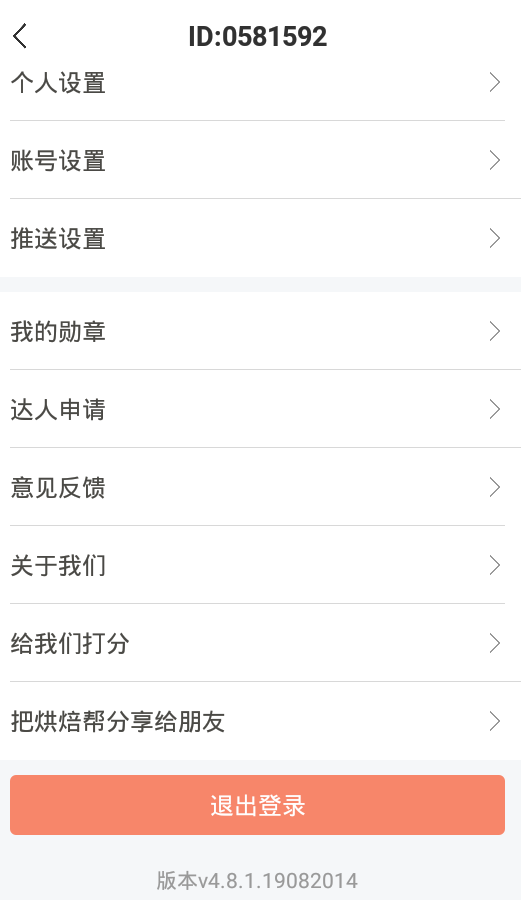 ID:0581592
个人设置
账号设置
推送设置
我的勋章
达人申请
意见反馈
关于我们
给我们打分
把烘焙帮分享给朋友
退出登录
版本v4.8.1.19082014